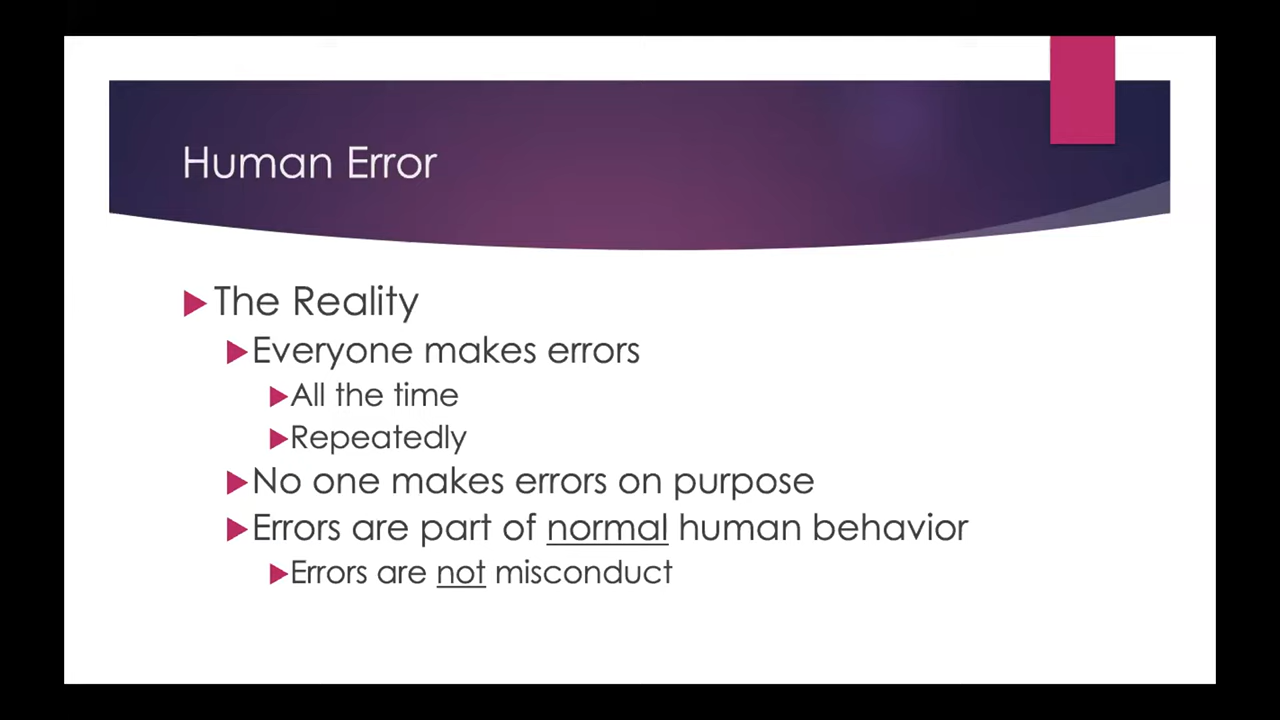 Human Error
The Reality
Everyone makes errors
All the time
Repeatedly
No one makes errors on purpose
Errors are part of normal human behavior
Errors are not misconduct